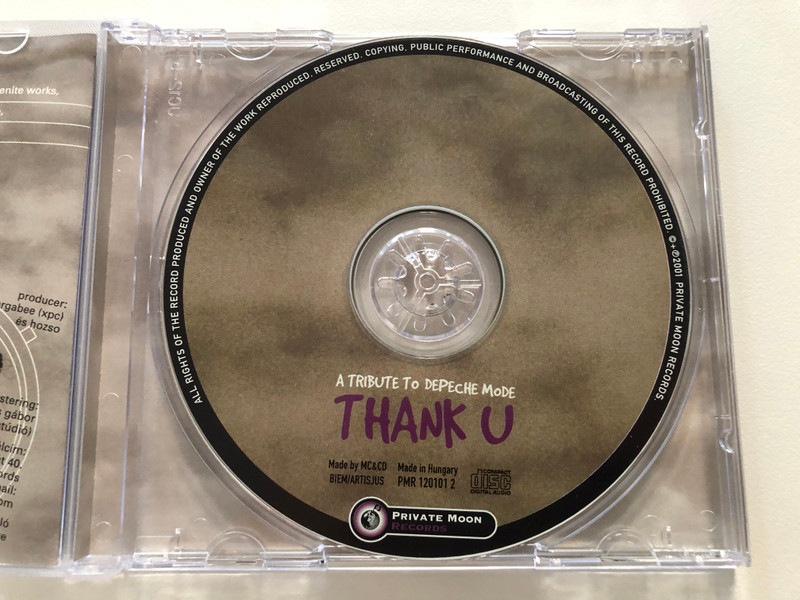 enite works,
producer:
rgabee (xpc)
és hozso
stering:
gábor
túdió)
lcím:
t 40.
ords
ail:
om
ló
ALL RIGHTS OF THE RECORD PRODUCED AND OWNER OF THE WORK REPRODUCED. RESERVED. COPYING, PUBLIC PERFORMANCE AND BROADCASTING OF THIS RECORD PROHIBITED. ©+℗2001 PRIVATE MOON RECORDS.
A TRIBUTE TO DEPECHE MODE
THANK U
Made by MC&CD Made in Hungary
BIEM/ARTISJUS PMR 120101 2
COMPACT
disc
DIGITAL AUDIO
PRIVATE MOON
RECORDS